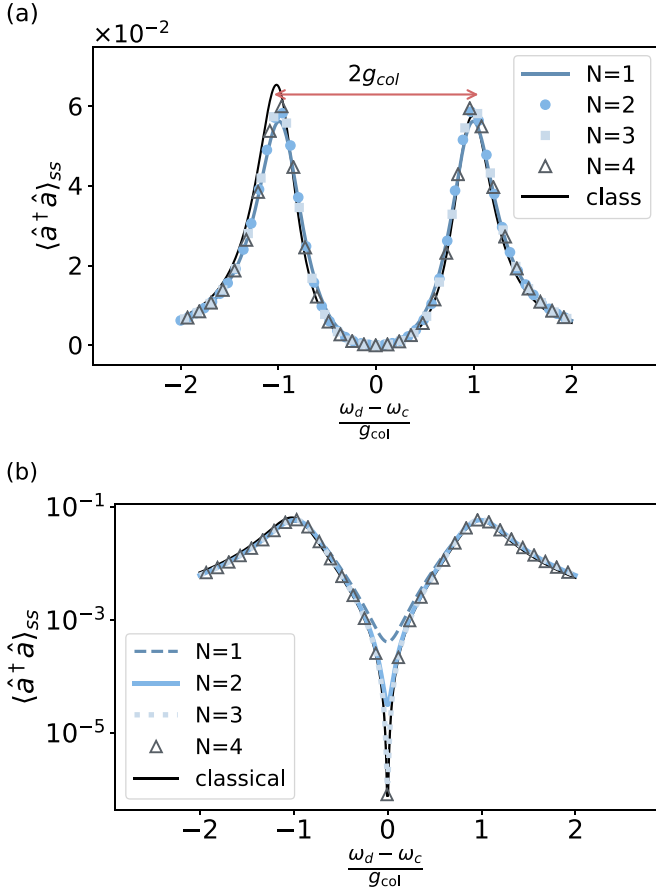 (a)
×10⁻²
2g_col
6
4
2
0
⟨â†â⟩ss
N=1
N=2
N=3
N=4
class
−2 −1 0 1 2
ω_d − ω_c
g_col
(b)
10⁻¹
10⁻³
10⁻⁵
⟨â†â⟩ss
N=1
N=2
N=3
N=4
classical
−2 −1 0 1 2
ω_d − ω_c
g_col